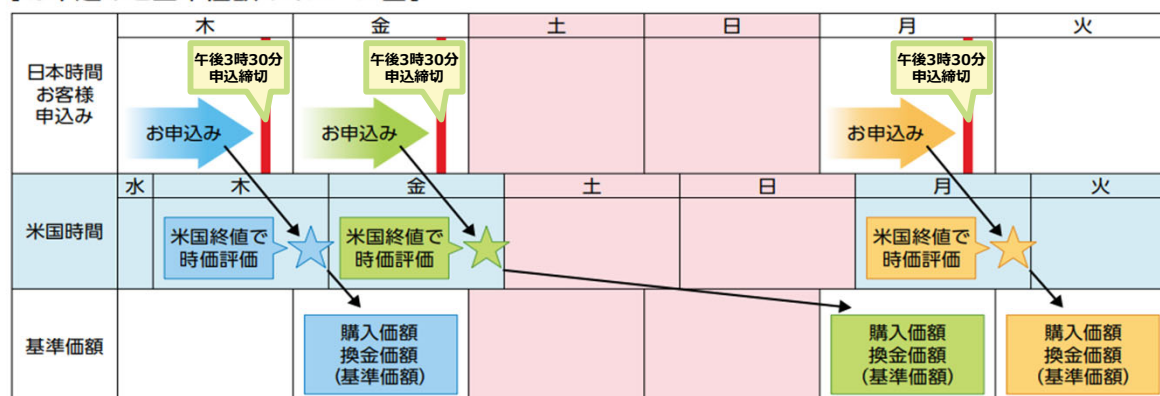 木 金 土 日 月 火
日本時間
お客様
申込み
午後3時30分
申込締切
午後3時30分
申込締切
午後3時30分
申込締切
お申込み
お申込み
お申込み
水 木 金 土 日 月 火
米国時間
米国終値で
時価評価
米国終値で
時価評価
米国終値で
時価評価
基準価額
購入価額
換金価額
(基準価額)
購入価額
換金価額
(基準価額)
購入価額
換金価額
(基準価額)